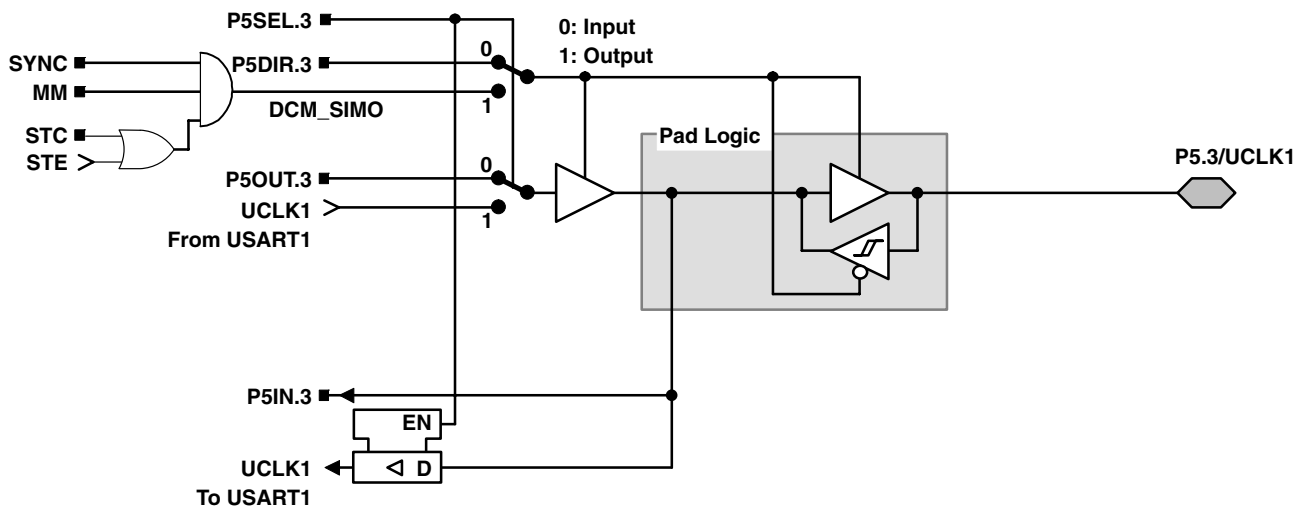 P5SEL.3
0: Input
1: Output
SYNC
P5DIR.3
0
MM
DCM_SIMO
1
STC
STE
Pad Logic
P5.3/UCLK1
P5OUT.3
0
UCLK1
1
From USART1
P5IN.3
EN
UCLK1
D
To USART1